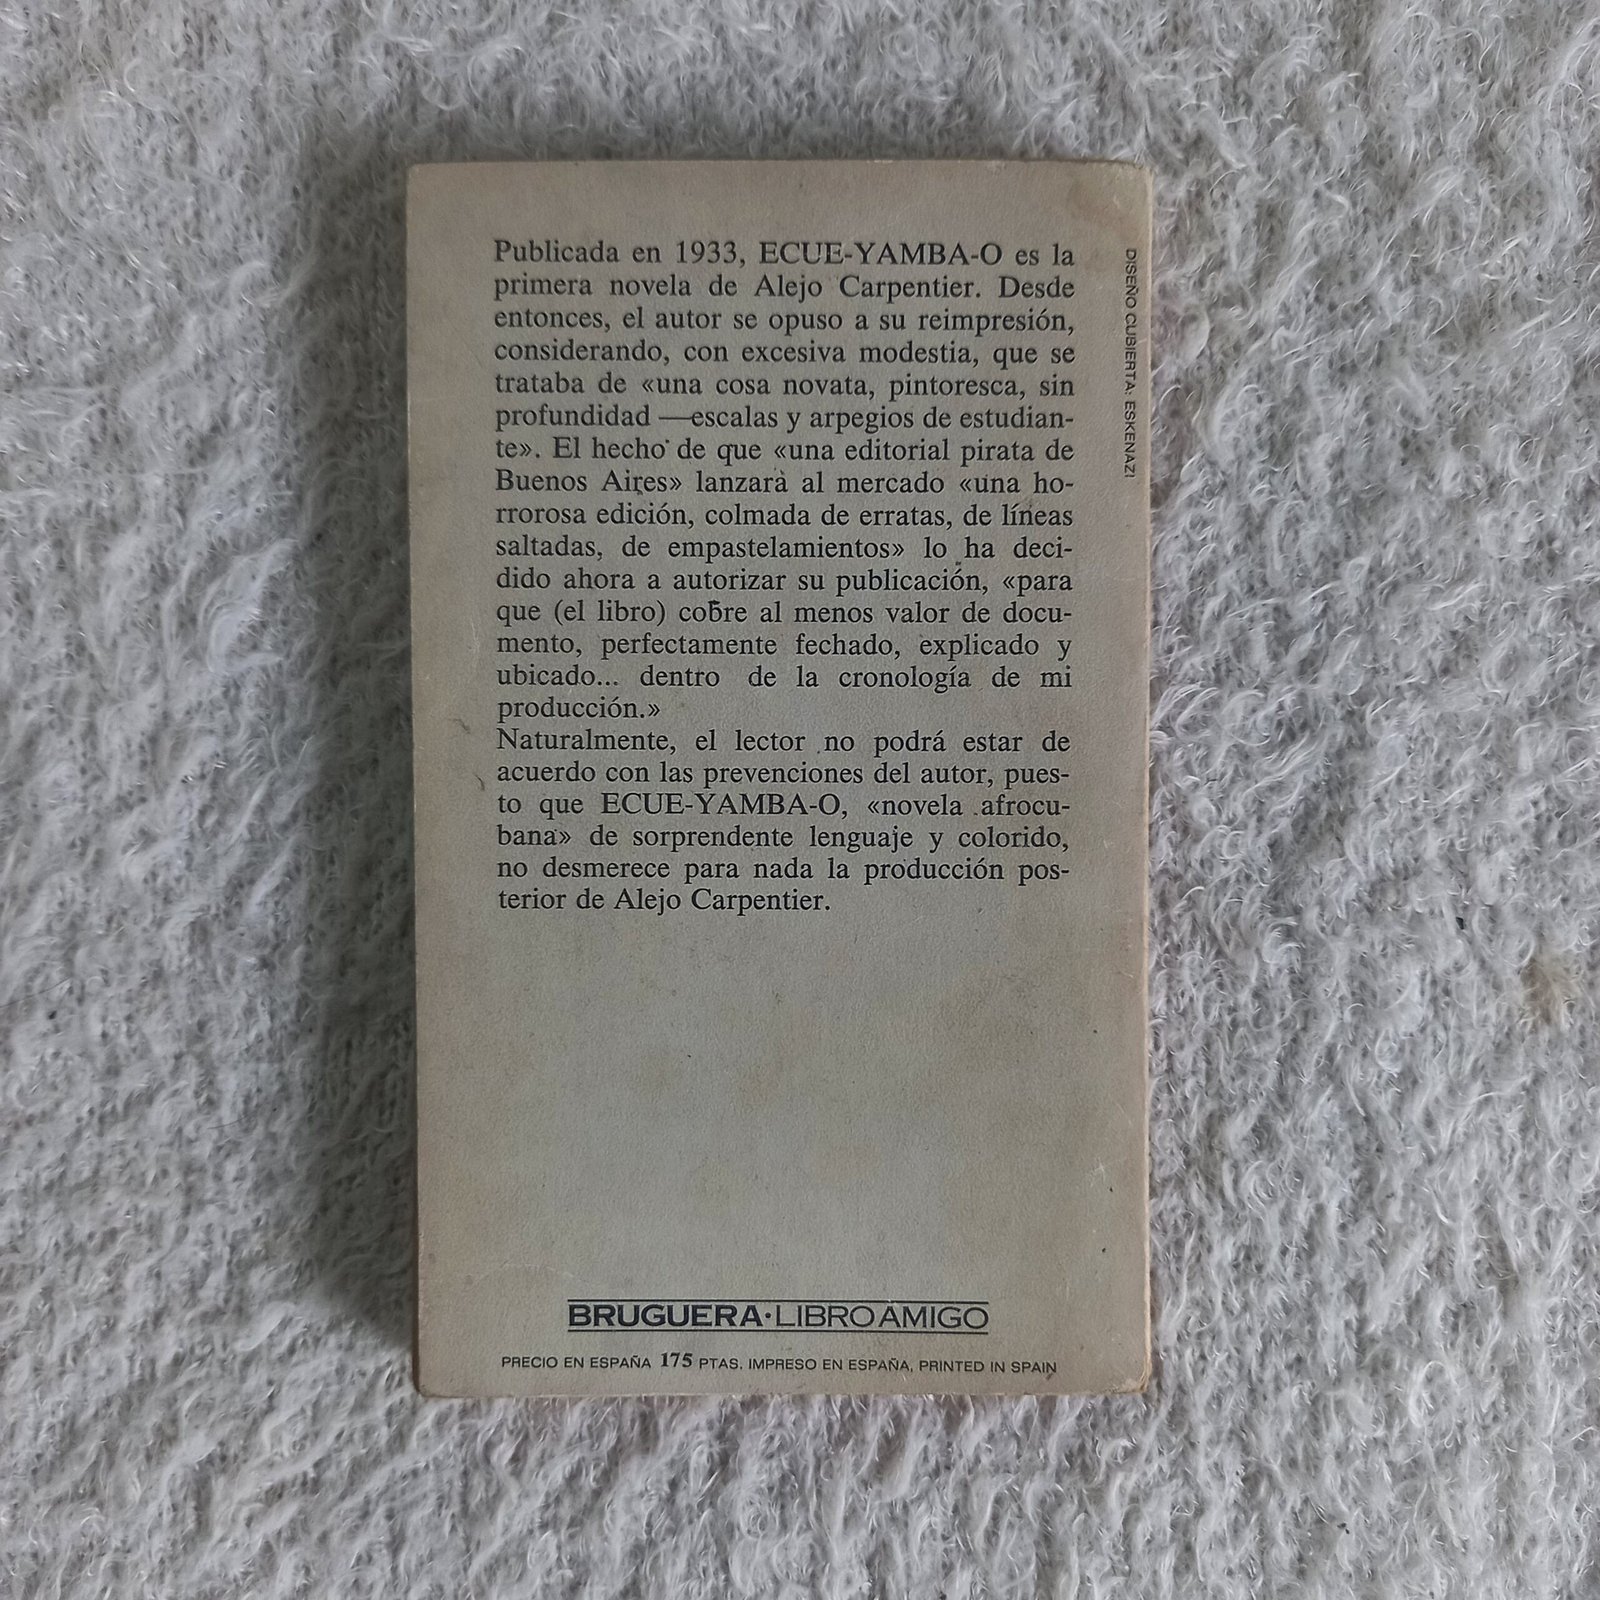 Publicada en 1933, ECUE-YAMBA-O es la
primera novela de Alejo Carpentier. Desde
entonces, el autor se opuso a su reimpresión,
considerando, con excesiva modestia, que se
trataba de «una cosa novata, pintoresca, sin
profundidad —escalas y arpegios de estudian-
te». El hecho de que «una editorial pirata de
Buenos Aires» lanzara al mercado «una ho-
rrorosa edición, colmada de erratas, de líneas
saltadas, de empastelamientos» lo ha deci-
dido ahora a autorizar su publicación, «para
que (el libro) cobre al menos valor de docu-
mento, perfectamente fechado, explicado y
ubicado... dentro de la cronología de mi
producción.»
Naturalmente, el lector no podrá estar de
acuerdo con las prevenciones del autor, pues-
to que ECUE-YAMBA-O, «novela afrocu-
bana» de sorprendente lenguaje y colorido,
no desmerece para nada la producción pos-
terior de Alejo Carpentier.
DISEÑO CUBIERTA: ESKENAZI
BRUGUERA·LIBRO AMIGO
PRECIO EN ESPAÑA 175 PTAS. IMPRESO EN ESPAÑA, PRINTED IN SPAIN